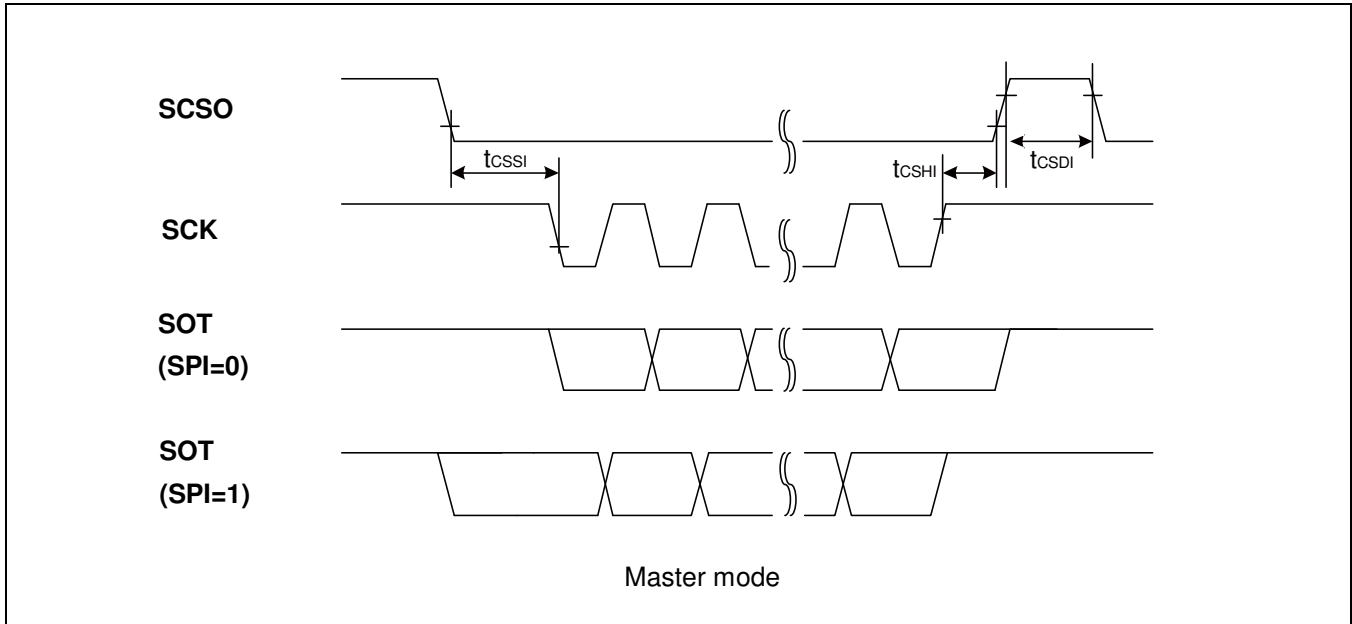 SCSO
tCSSI
tCSHI
tCSDI
SCK
SOT
(SPI=0)
SOT
(SPI=1)
Master mode